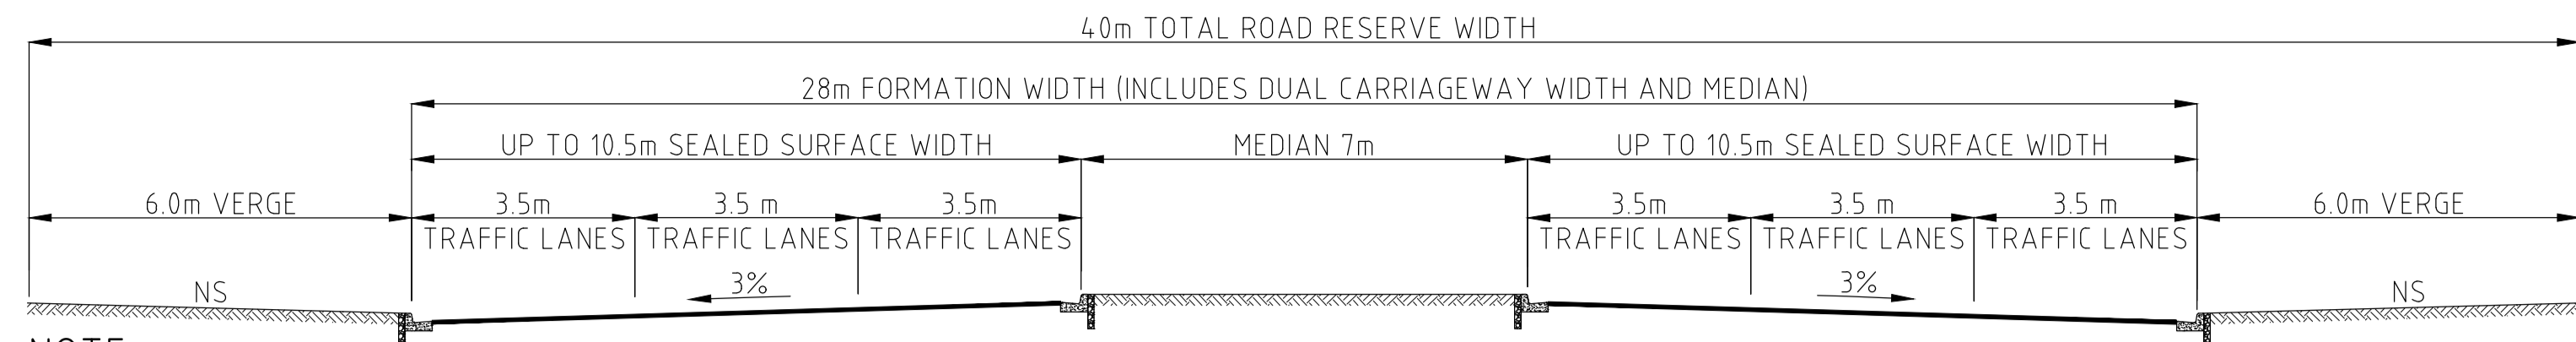 40m TOTAL ROAD RESERVE WIDTH
28m FORMATION WIDTH (INCLUDES DUAL CARRIAGEWAY WIDTH AND MEDIAN)
UP TO 10.5m SEALED SURFACE WIDTH MEDIAN 7m UP TO 10.5m SEALED SURFACE WIDTH
6.0m VERGE 3.5m 3.5 m 3.5m 3.5m 3.5 m 3.5 m 6.0m VERGE
TRAFFIC LANES TRAFFIC LANES TRAFFIC LANES TRAFFIC LANES TRAFFIC LANES TRAFFIC LANES
NS 3% 3% NS